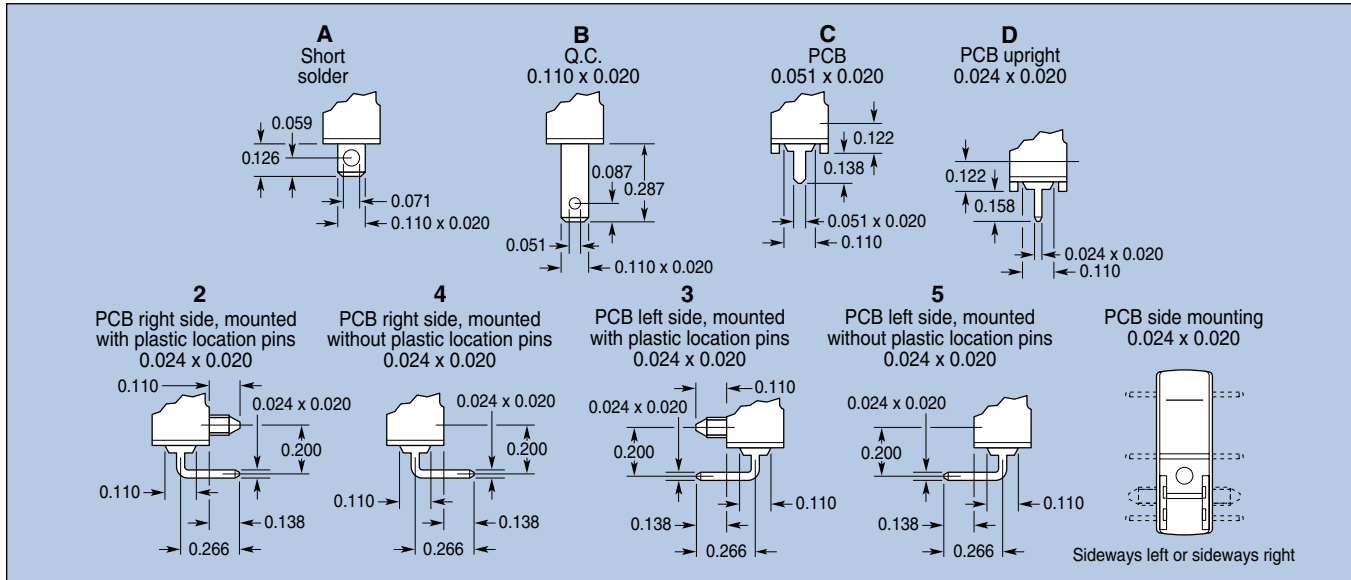 A
Short
solder
0.059
0.126
0.071
0.110 x 0.020
B
Q.C.
0.110 x 0.020
0.087
0.287
0.051
0.110 x 0.020
C
PCB
0.051 x 0.020
0.122
0.138
0.051 x 0.020
0.110
D
PCB upright
0.024 x 0.020
0.122
0.158
0.024 x 0.020
0.110
2
PCB right side, mounted
with plastic location pins
0.024 x 0.020
0.110
0.024 x 0.020
0.200
0.110
0.138
0.266
4
PCB right side, mounted
without plastic location pins
0.024 x 0.020
0.024 x 0.020
0.200
0.110
0.138
0.266
3
PCB left side, mounted
with plastic location pins
0.024 x 0.020
0.110
0.024 x 0.020
0.200
0.110
0.138
0.266
5
PCB left side, mounted
without plastic location pins
0.024 x 0.020
0.024 x 0.020
0.200
0.110
0.138
0.266
PCB side mounting
0.024 x 0.020
Sideways left or sideways right